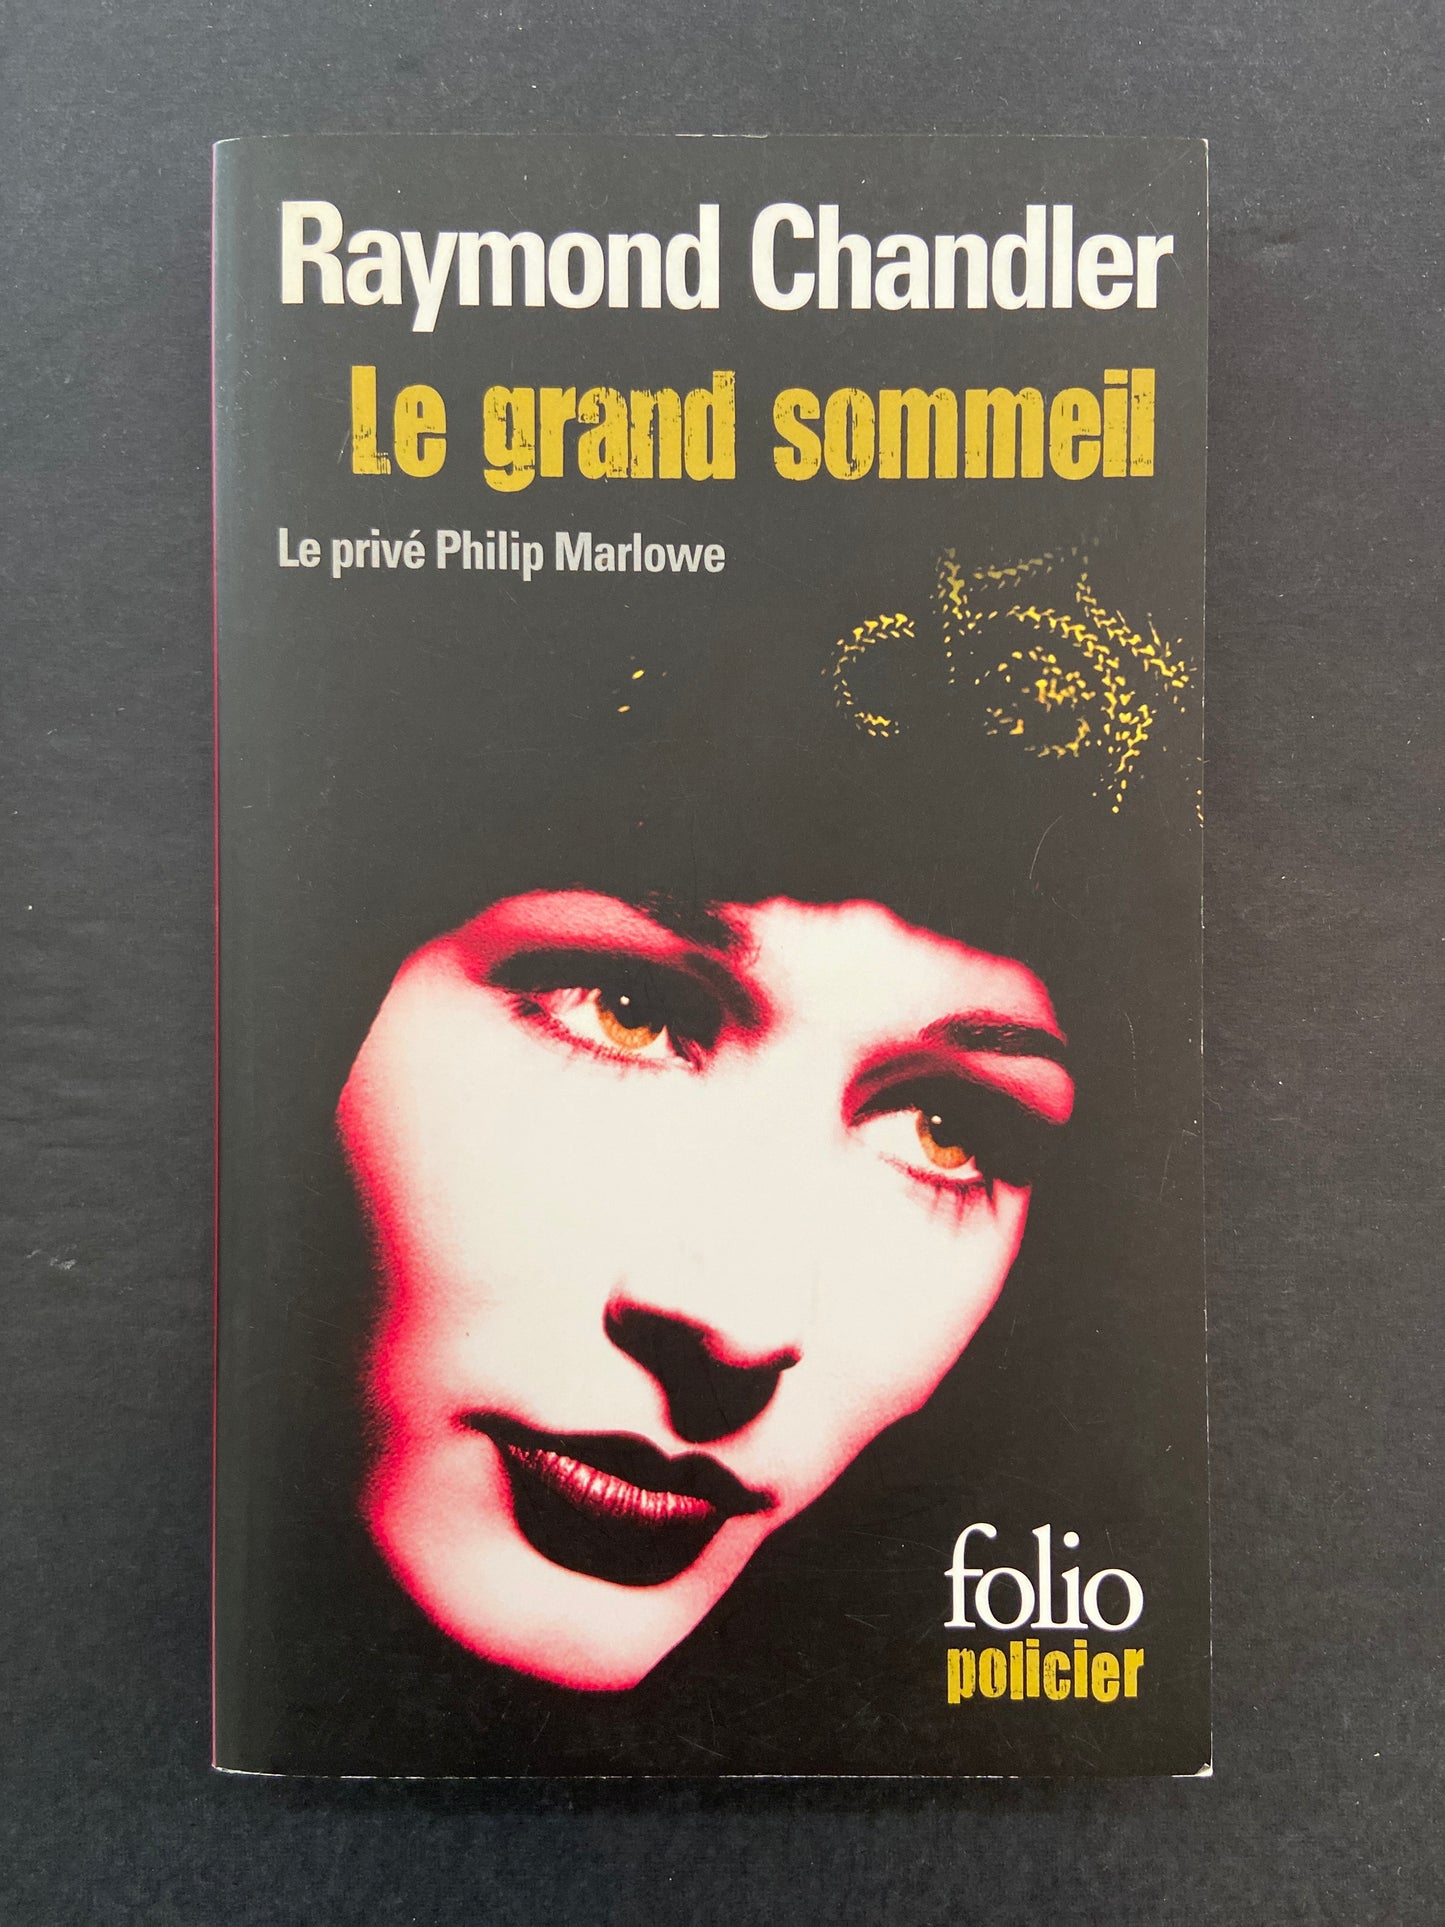 Raymond Chandler
Le grand sommeil
Le privé Philip Marlowe
folio
policier